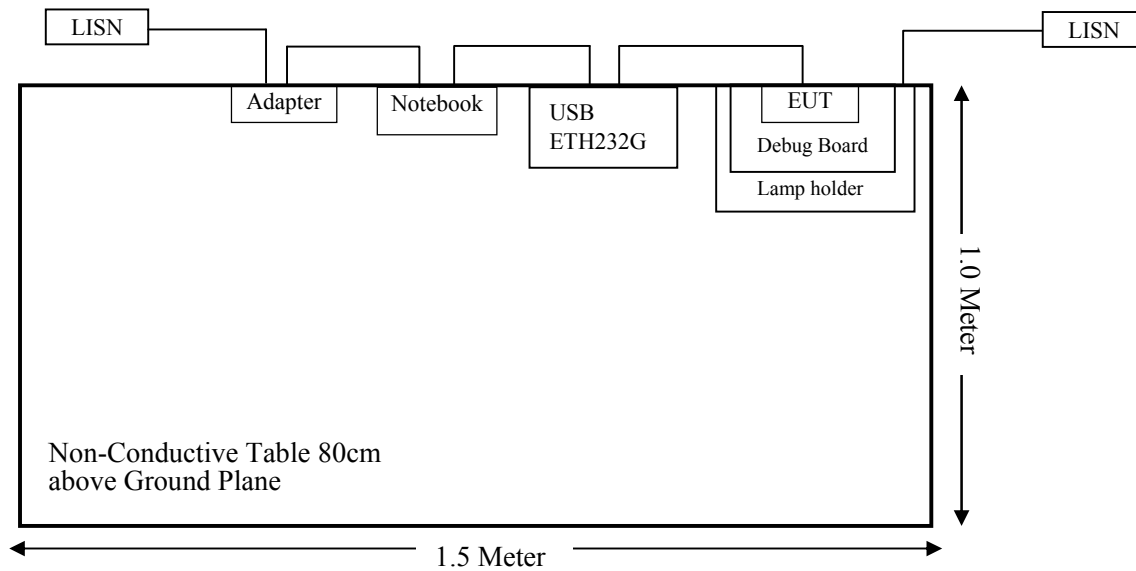 LISN
LISN
Adapter
Notebook
USB
ETH232G
EUT
Debug Board
Lamp holder
1.0 Meter
Non-Conductive Table 80cm
above Ground Plane
1.5 Meter